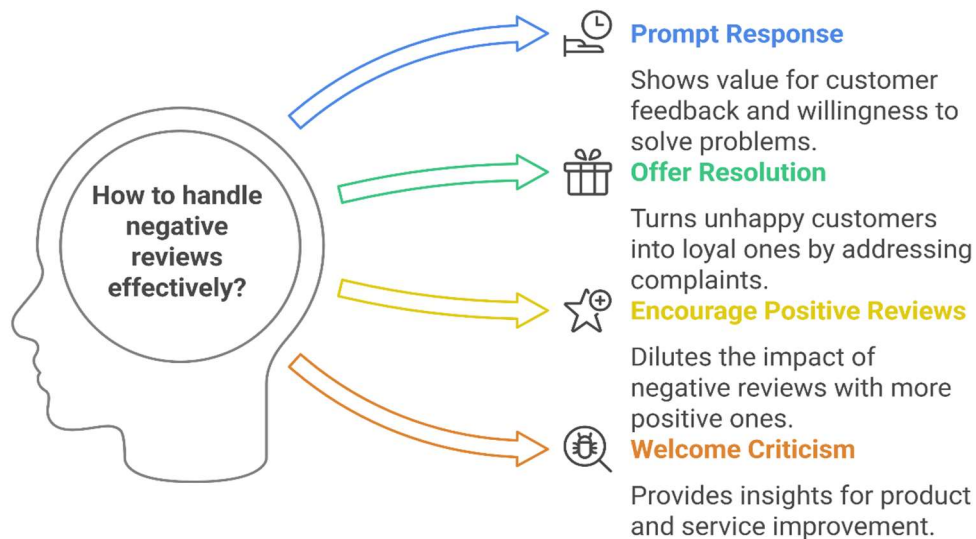 How to handle
negative
reviews
effectively?
Prompt Response
Shows value for customer
feedback and willingness to
solve problems.
Offer Resolution
Turns unhappy customers
into loyal ones by addressing
complaints.
Encourage Positive Reviews
Dilutes the impact of
negative reviews with more
positive ones.
Welcome Criticism
Provides insights for product
and service improvement.